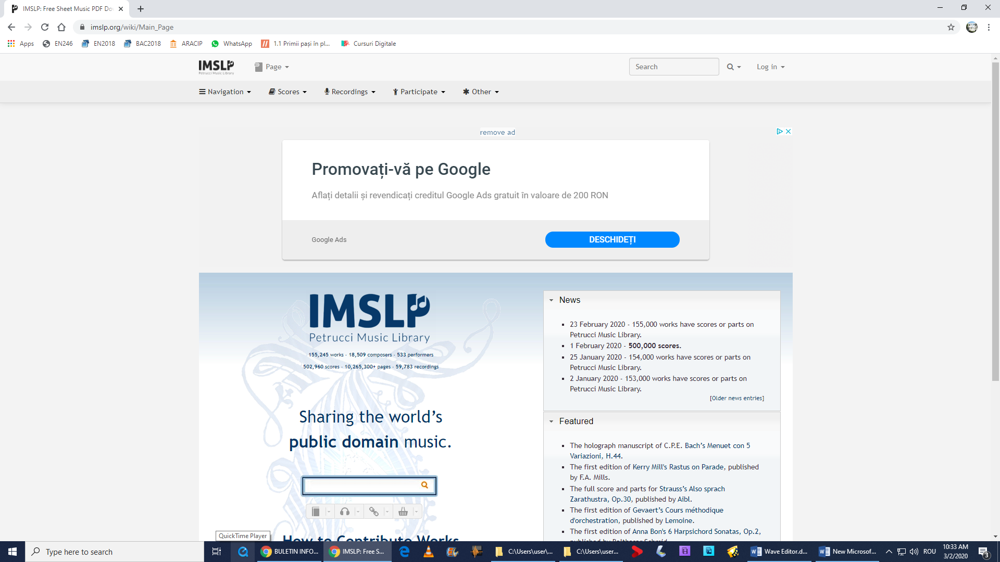 IMSLP: Free Sheet Music PDF Do
imslp.org/wiki/Main_Page
Apps EN246 EN2018 BAC2018 ARACIP WhatsApp 1.1 Primii pași în pl... Cursuri Digitale
IMSLP Page Search Log in
Petrucci Music Library
Navigation Scores Recordings Participate Other
remove ad
Promovați-vă pe Google
Aflați detalii și revendicați creditul Google Ads gratuit în valoare de 200 RON
Google Ads DESCHIDEȚI
IMSLP
Petrucci Music Library
155,245 works - 18,509 composers - 533 performers
502,960 scores - 10,265,300+ pages - 59,783 recordings
Sharing the world’s
public domain music.
How to Contribute Works
News
23 February 2020 - 155,000 works have scores or parts on
Petrucci Music Library.
1 February 2020 - 500,000 scores.
25 January 2020 - 154,000 works have scores or parts on
Petrucci Music Library.
2 January 2020 - 153,000 works have scores or parts on
Petrucci Music Library.
[Older news entries]
Featured
The holograph manuscript of C.P.E. Bach’s Menuet con 5
Variazioni, H.44.
The first edition of Kerry Mill's Rastus on Parade, published
by F.A. Mills.
The full score and parts for Strauss’s Also sprach
Zarathustra, Op.30, published by Aibl.
The first edition of Gevaert’s Cours méthodique
d'orchestration, published by Lemoine.
The first edition of Anna Bon's 6 Harpsichord Sonatas, Op.2,
published by Balthasar Schmid.
QuickTime Player
Type here to search BULETIN INFO... IMSLP: Free S... C:\Users\user\... C:\Users\user... Wave Editor.d... New Microsof... ROU 10:33 AM
3/2/2020 3